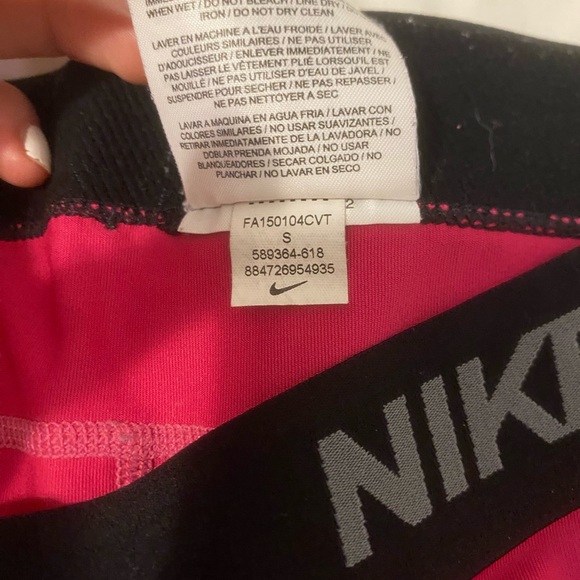 WHEN WET / DO NOT BLEACH / LINE DRY /
IRON / DO NOT DRY CLEAN
LAVER EN MACHINE A L'EAU FROIDE / LAVER AVEC
COULEURS SIMILAIRES / NE PAS UTILISER
D'ADOUCISSEUR / ENLEVER IMMEDIATEMENT / NE
PAS LAISSER LE VÊTEMENT PLIÉ LORSQU'IL EST
MOUILLÉ / NE PAS UTILISER D'EAU DE JAVEL /
SUSPENDRE POUR SECHER / NE PAS REPASSER /
NE PAS NETTOYER A SEC
LAVAR A MAQUINA EN AGUA FRIA / LAVAR CON
COLORES SIMILARES / NO USAR SUAVIZANTES /
RETIRAR INMEDIATAMENTE DE LA LAVADORA / NO
DOBLAR PRENDA MOJADA / NO USAR
BLANQUEADORES / SECAR COLGADO / NO
PLANCHAR / NO LAVAR EN SECO
2
FA150104CVT
S
589364-618
884726954935
NIKE